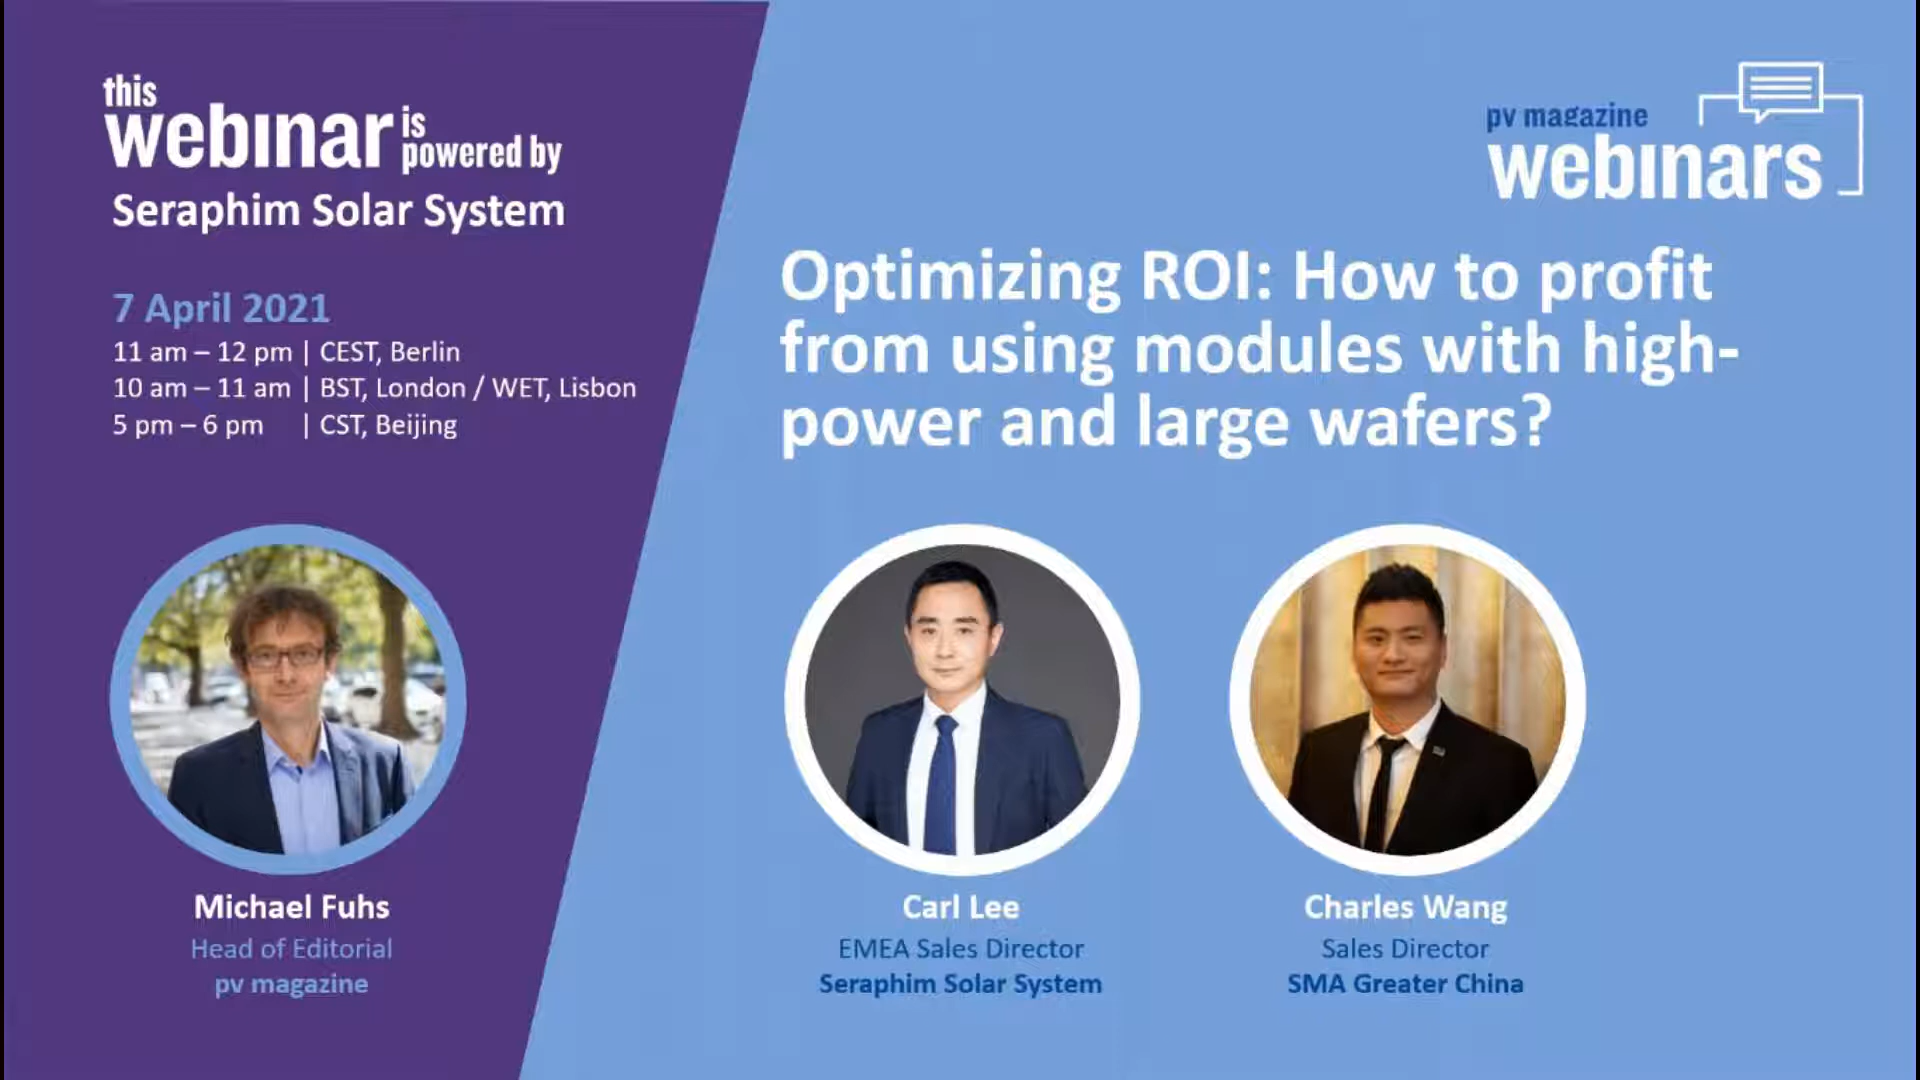 this
webinar is powered by
Seraphim Solar System
7 April 2021
11 am – 12 pm | CEST, Berlin
10 am – 11 am | BST, London / WET, Lisbon
5 pm – 6 pm | CST, Beijing
pv magazine
webinars
Optimizing ROI: How to profit
from using modules with high-
power and large wafers?
Michael Fuhs
Head of Editorial
pv magazine
Carl Lee
EMEA Sales Director
Seraphim Solar System
Charles Wang
Sales Director
SMA Greater China